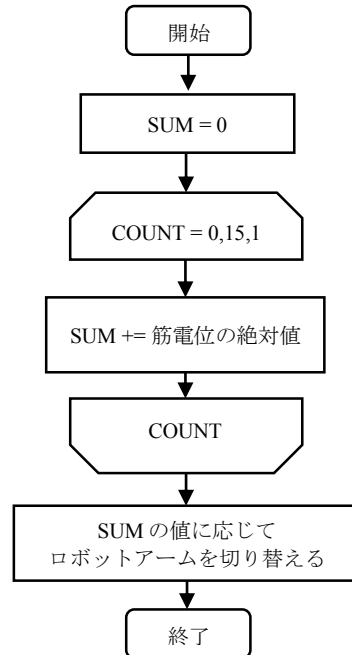 開始
SUM = 0
COUNT = 0,15,1
SUM += 筋電位の絶対値
COUNT
SUM の値に応じて
ロボットアームを切り替える
終了